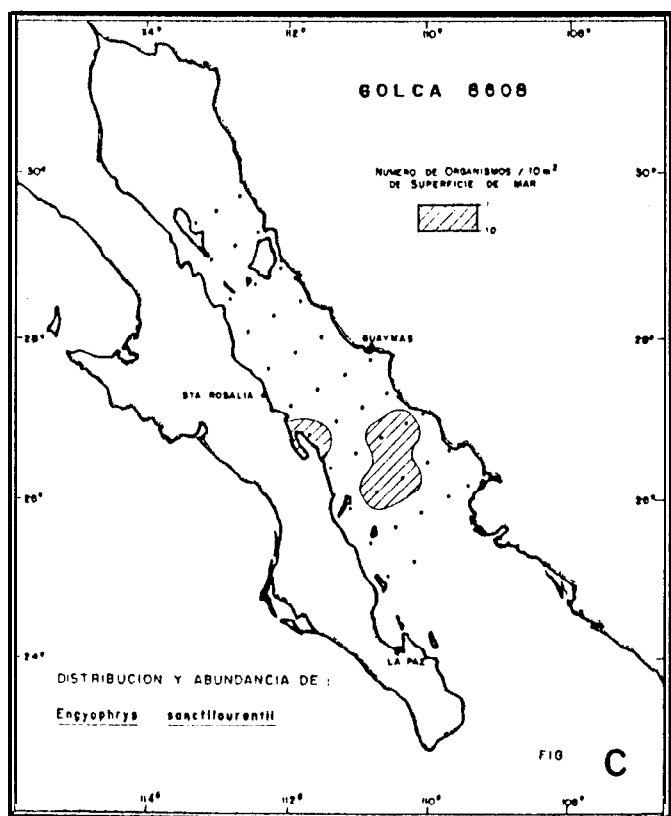 114° 112° 110° 108°
GOLCA 8608
30° 30°
NUMERO DE ORGANISMOS / 10 m²
DE SUPERFICIE DE MAR
1
10
28° 28°
GUAYMAS
STA ROSALIA
26° 26°
24°
LA PAZ
DISTRIBUCION Y ABUNDANCIA DE :
Engyophrys sanctilaurentii
FIG C
114° 112° 110° 108°